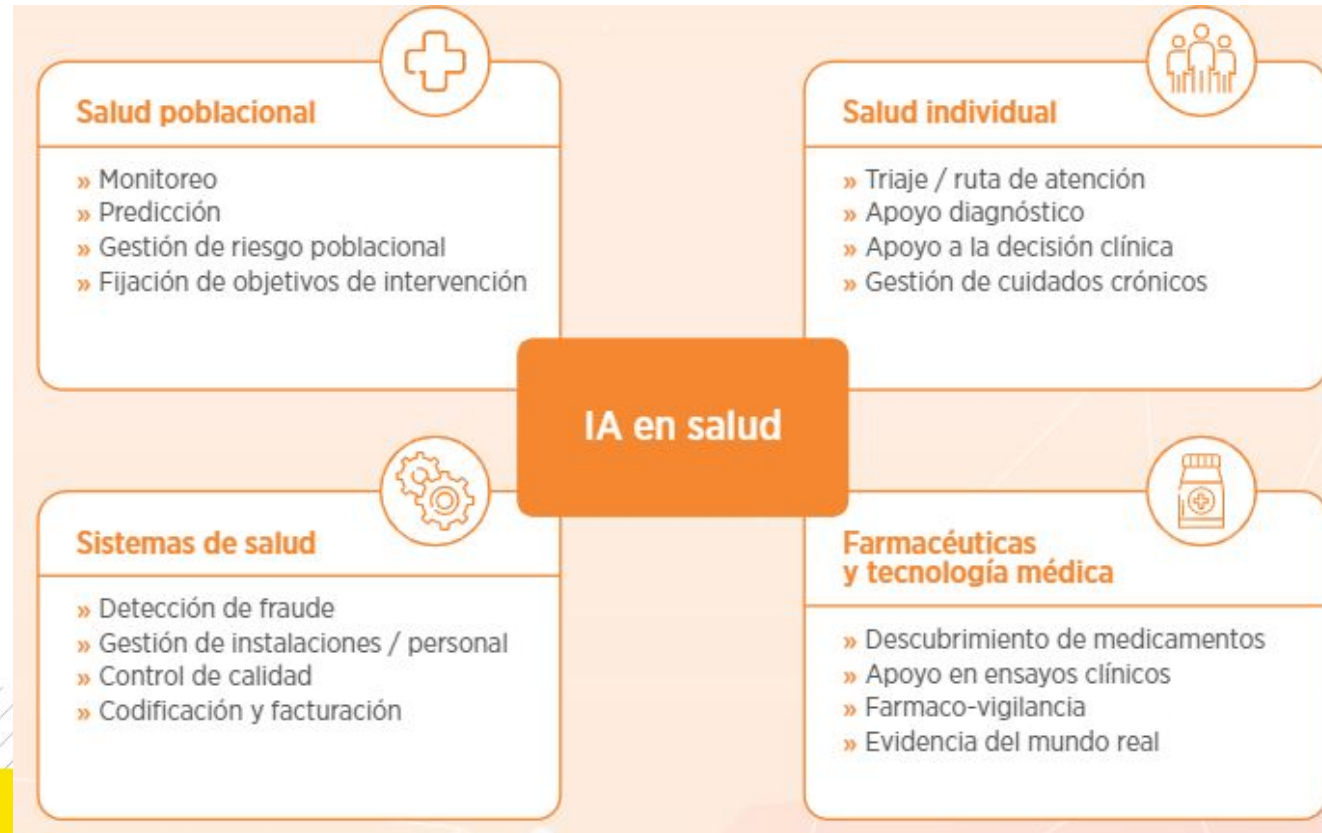 Salud poblacional
» Monitoreo
» Predicción
» Gestión de riesgo poblacional
» Fijación de objetivos de intervención
Salud individual
» Triaje / ruta de atención
» Apoyo diagnóstico
» Apoyo a la decisión clínica
» Gestión de cuidados crónicos
IA en salud
Sistemas de salud
» Detección de fraude
» Gestión de instalaciones / personal
» Control de calidad
» Codificación y facturación
Farmacéuticas
y tecnología médica
» Descubrimiento de medicamentos
» Apoyo en ensayos clínicos
» Farmaco-vigilancia
» Evidencia del mundo real